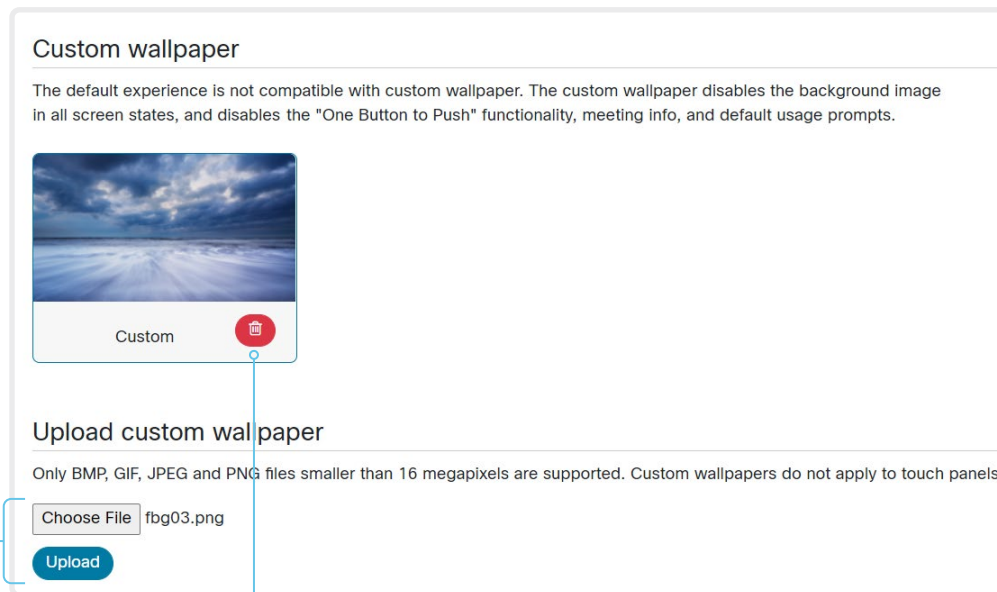 Custom wallpaper
The default experience is not compatible with custom wallpaper. The custom wallpaper disables the background image
in all screen states, and disables the "One Button to Push" functionality, meeting info, and default usage prompts.
Custom
Upload custom wallpaper
Only BMP, GIF, JPEG and PNG files smaller than 16 megapixels are supported. Custom wallpapers do not apply to touch panels
Choose File fbg03.png
Upload